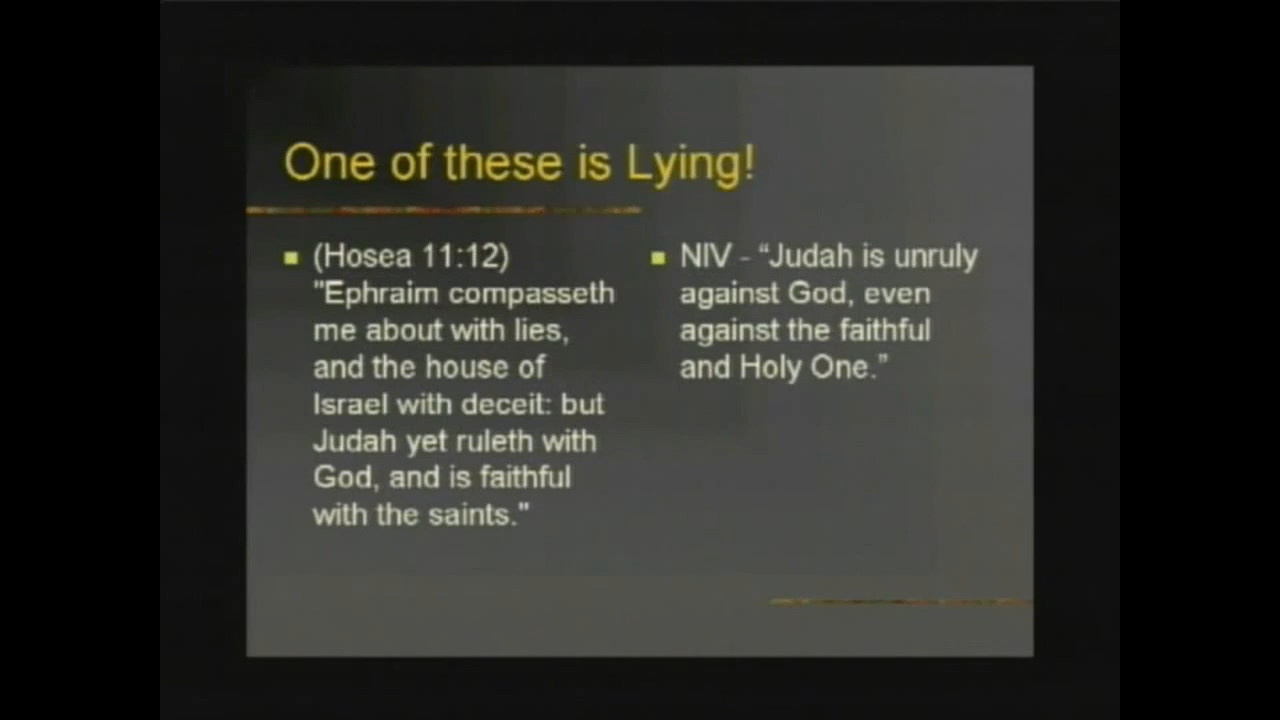 One of these is Lying!
(Hosea 11:12)
"Ephraim compasseth
me about with lies,
and the house of
Israel with deceit: but
Judah yet ruleth with
God, and is faithful
with the saints."
NIV - “Judah is unruly
against God, even
against the faithful
and Holy One.”